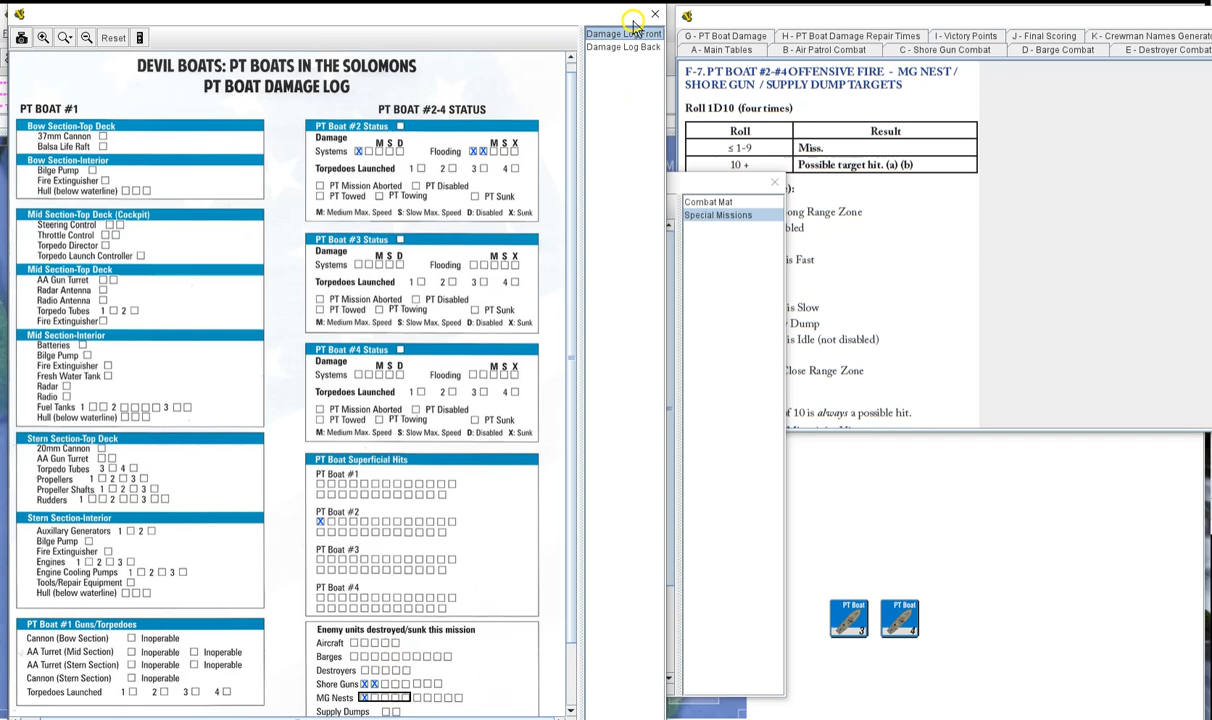 Reset
Damage Log Front
Damage Log Back
DEVIL BOATS: PT BOATS IN THE SOLOMONS
PT BOAT DAMAGE LOG
PT BOAT #1
Bow Section-Top Deck
37mm Cannon
Balsa Life Raft
Bow Section-Interior
Bilge Pump
Fire Extinguisher
Hull (below waterline)
Mid Section-Top Deck (Cockpit)
Steering Control
Throttle Control
Torpedo Director
Torpedo Launch Controller
Mid Section-Top Deck
AA Gun Turret
Radar Antenna
Radio Antenna
Torpedo Tubes 1 2
Fire Extinguisher
Mid Section-Interior
Batteries
Bilge Pump
Fire Extinguisher
Fresh Water Tank
Radar
Radio
Fuel Tanks 1 2 3
Hull (below waterline)
Stern Section-Top Deck
20mm Cannon
AA Gun Turret
Torpedo Tubes 3 4
Propellers 1 2 3
Propeller Shafts 1 2 3
Rudders 1 2 3
Stern Section-Interior
Auxillary Generators 1 2
Bilge Pump
Fire Extinguisher
Engines 1 2 3
Engine Cooling Pumps 1 2 3
Tools/Repair Equipment
Hull (below waterline)
PT Boat #1 Guns/Torpedoes
Cannon (Bow Section) Inoperable
AA Turret (Mid Section) Inoperable Inoperable
AA Turret (Stern Section) Inoperable Inoperable
Cannon (Stern Section) Inoperable
Torpedoes Launched 1 2 3 4
PT BOAT #2-4 STATUS
PT Boat #2 Status
Damage
M S D M S X
Systems X Flooding X X
Torpedoes Launched 1 2 3 4
PT Mission Aborted PT Disabled
PT Towed PT Towing PT Sunk
M: Medium Max. Speed S: Slow Max. Speed D: Disabled X: Sunk
PT Boat #3 Status
Damage
M S D M S X
Systems Flooding
Torpedoes Launched 1 2 3 4
PT Mission Aborted PT Disabled
PT Towed PT Towing PT Sunk
M: Medium Max. Speed S: Slow Max. Speed D: Disabled X: Sunk
PT Boat #4 Status
Damage
M S D M S X
Systems Flooding
Torpedoes Launched 1 2 3 4
PT Mission Aborted PT Disabled
PT Towed PT Towing PT Sunk
M: Medium Max. Speed S: Slow Max. Speed D: Disabled X: Sunk
PT Boat Superficial Hits
PT Boat #1
PT Boat #2
X
PT Boat #3
PT Boat #4
Enemy units destroyed/sunk this mission
Aircraft
Barges
Destroyers
Shore Guns X X
MG Nests X
Supply Dumps
G - PT Boat Damage H - PT Boat Damage Repair Times I - Victory Points J - Final Scoring K - Crewman Names Generato
A - Main Tables B - Air Patrol Combat C - Shore Gun Combat D - Barge Combat E - Destroyer Combat
F-7. PT BOAT #2-#4 OFFENSIVE FIRE - MG NEST /
SHORE GUN / SUPPLY DUMP TARGETS
Roll 1D10 (four times)
Roll Result
≤ 1-9 Miss.
10 + Possible target hit. (a) (b)
Combat Mat
Special Missions
ong Range Zone
bled
is Fast
is Slow
Dump
is Idle (not disabled)
Close Range Zone
of 10 is always a possible hit.
PT Boat
3
PT Boat
4